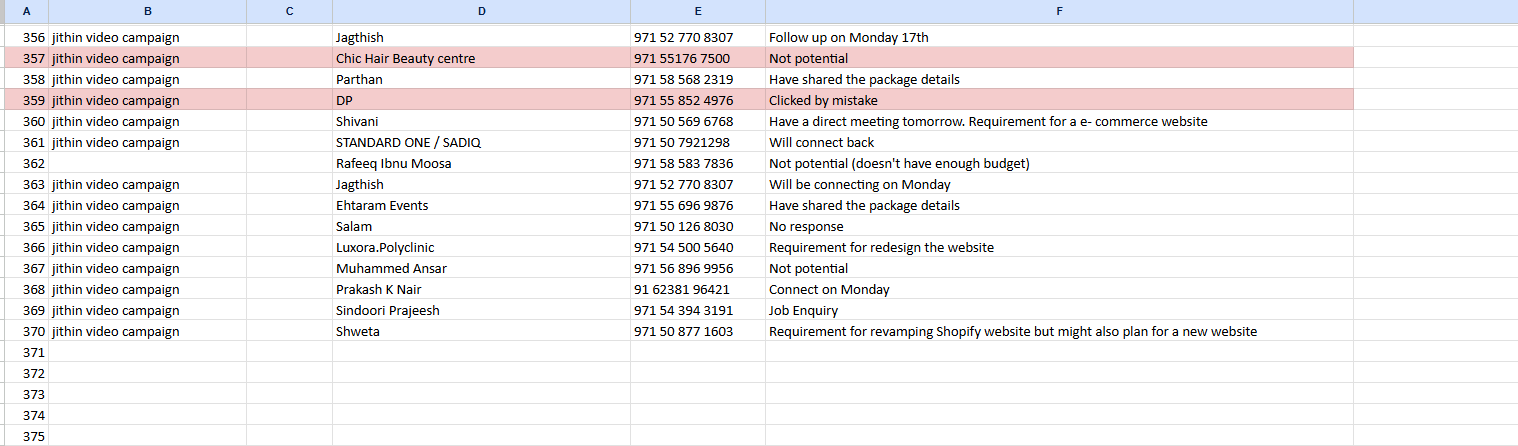 A B C D E F
356 jithin video campaign Jagthish 971 52 770 8307 Follow up on Monday 17th
357 jithin video campaign Chic Hair Beauty centre 971 55176 7500 Not potential
358 jithin video campaign Parthan 971 58 568 2319 Have shared the package details
359 jithin video campaign DP 971 55 852 4976 Clicked by mistake
360 jithin video campaign Shivani 971 50 569 6768 Have a direct meeting tomorrow. Requirement for a e- commerce website
361 jithin video campaign STANDARD ONE / SADIQ 971 50 7921298 Will connect back
362 Rafeeq Ibnu Moosa 971 58 583 7836 Not potential (doesn't have enough budget)
363 jithin video campaign Jagthish 971 52 770 8307 Will be connecting on Monday
364 jithin video campaign Ehtaram Events 971 55 696 9876 Have shared the package details
365 jithin video campaign Salam 971 50 126 8030 No response
366 jithin video campaign Luxora.Polyclinic 971 54 500 5640 Requirement for redesign the website
367 jithin video campaign Muhammed Ansar 971 56 896 9956 Not potential
368 jithin video campaign Prakash K Nair 91 62381 96421 Connect on Monday
369 jithin video campaign Sindoori Prajeesh 971 54 394 3191 Job Enquiry
370 jithin video campaign Shweta 971 50 877 1603 Requirement for revamping Shopify website but might also plan for a new website
371
372
373
374
375